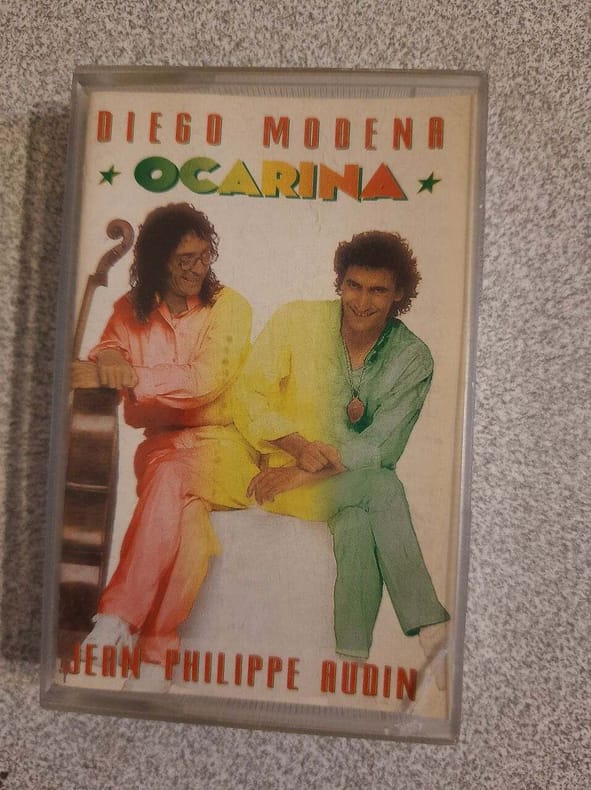 DIEGO MODENA
★ OCARINA ★
JEAN-PHILIPPE AUDIN